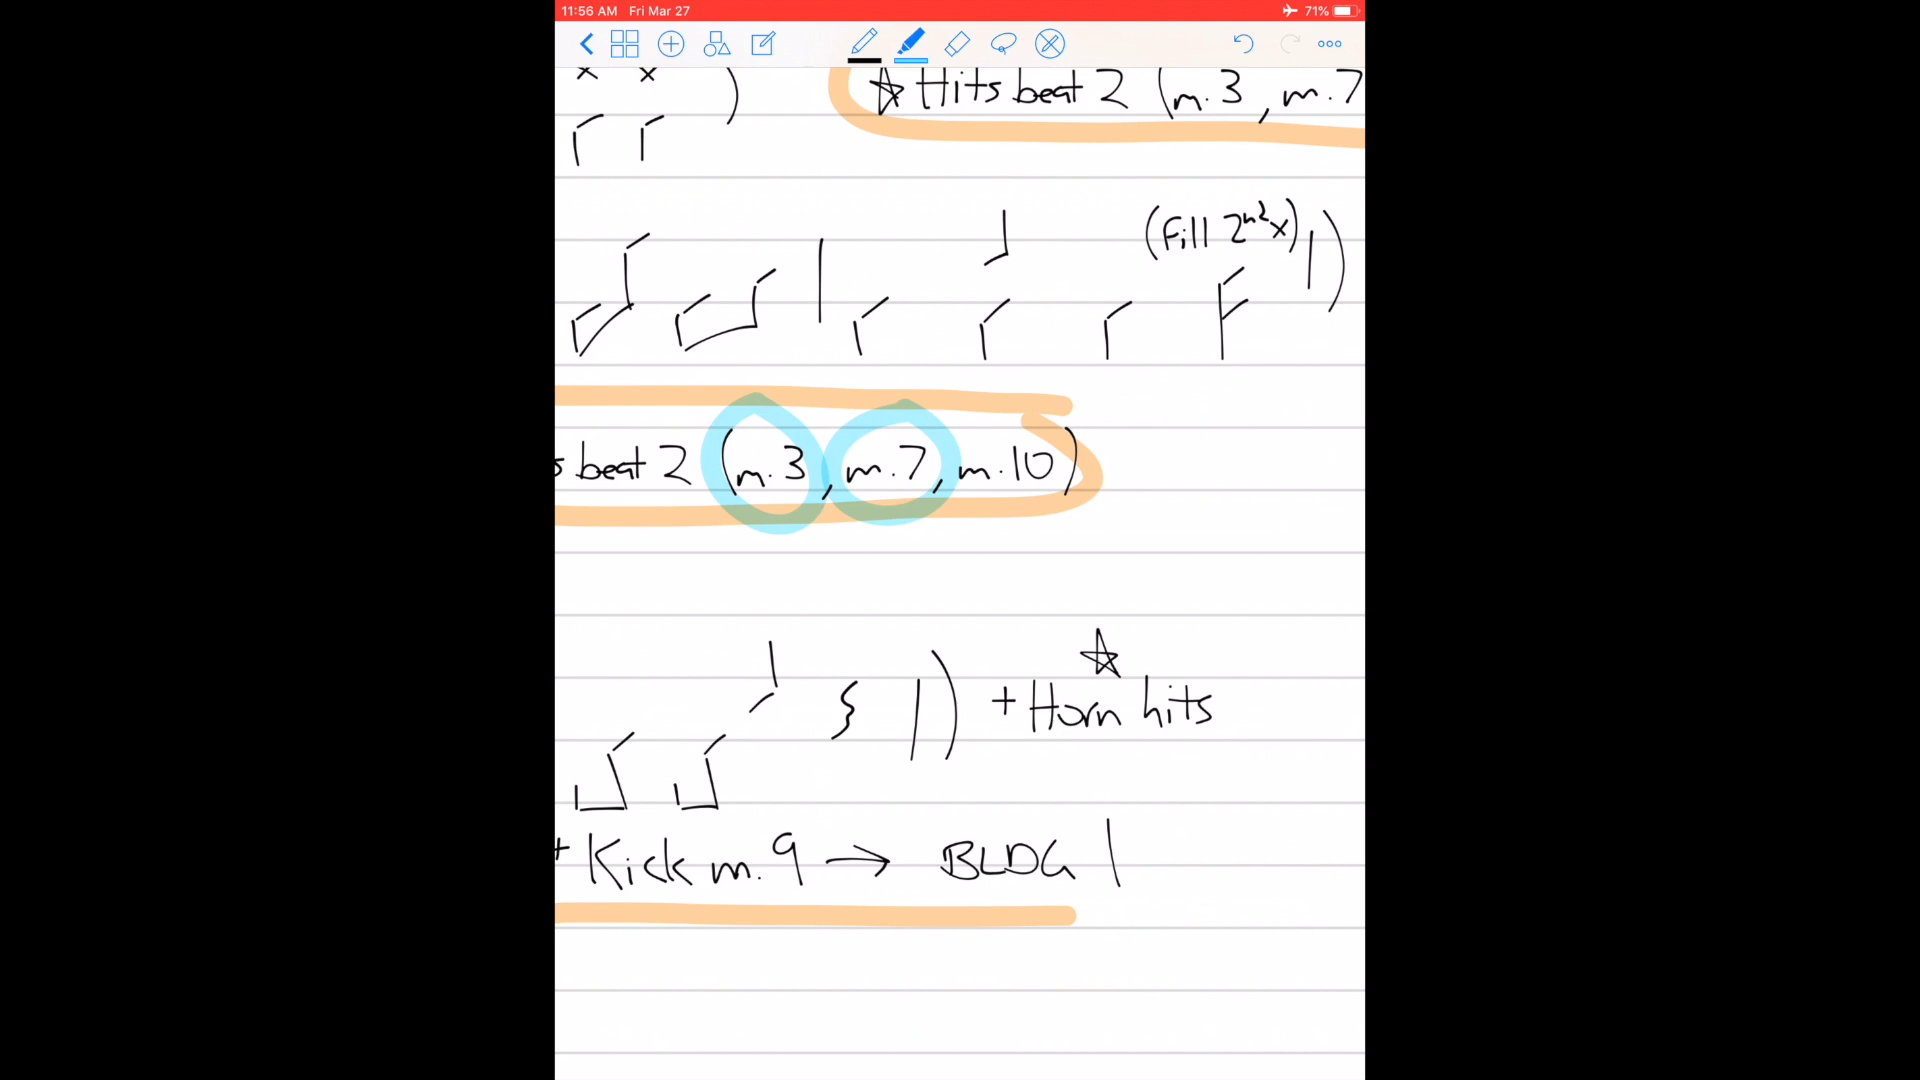 11:56 AM Fri Mar 27 71%
Hits beat 2 (m.3, m.7
(Fill 2nd x)
beat 2 (m.3, m.7, m.10)
+ Horn hits
+ Kick m.9 → BLDG 1